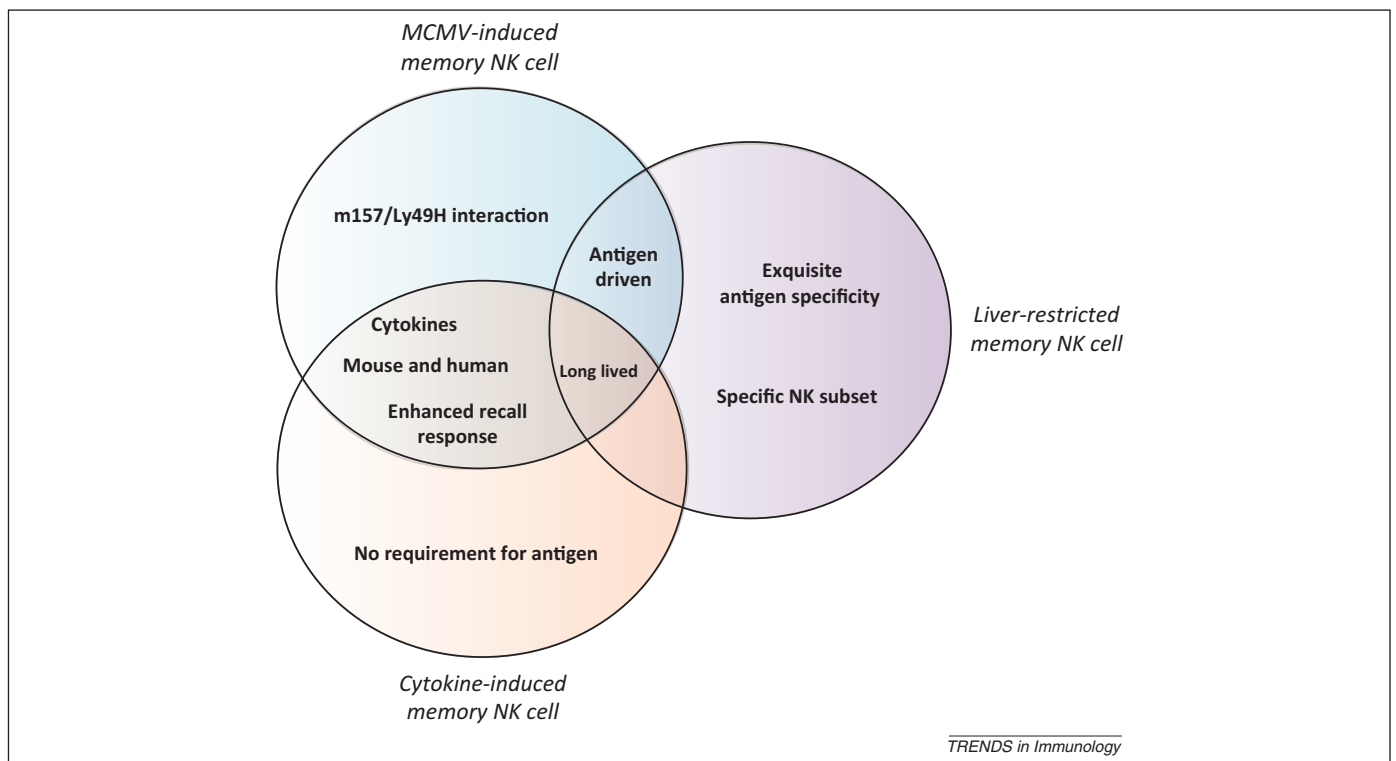 MCMV-induced
memory NK cell
m157/Ly49H interaction
Antigen
driven
Exquisite
antigen specificity
Liver-restricted
memory NK cell
Cytokines
Mouse and human
Long lived
Specific NK subset
Enhanced recall
response
No requirement for antigen
Cytokine-induced
memory NK cell
TRENDS in Immunology